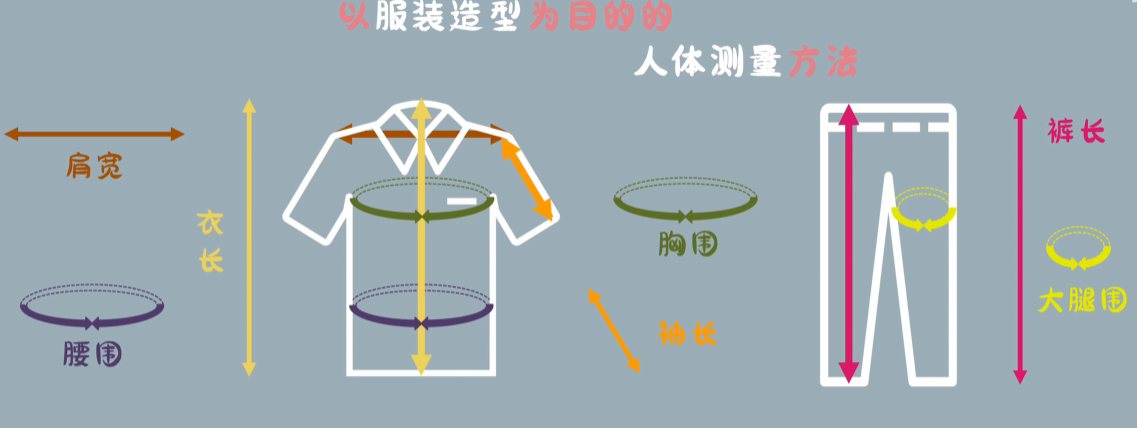 以服装造型为目的的
人体测量方法
肩宽
衣长
腰围
胸围
袖长
裤长
大腿围